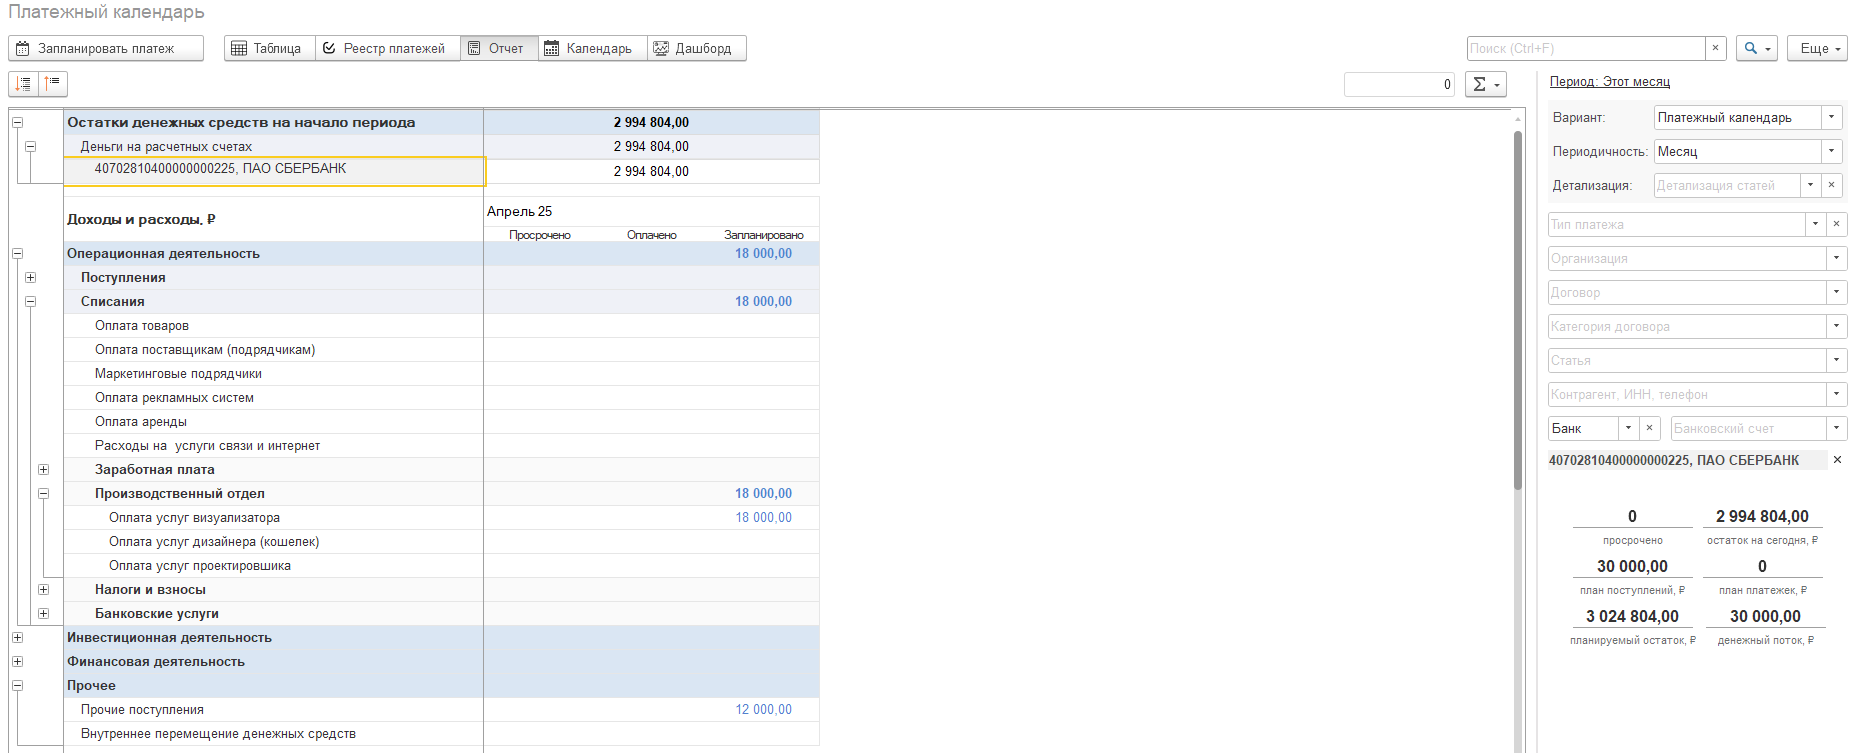 Платежный календарь
Запланировать платеж Таблица Реестр платежей Отчет Календарь Дашборд Поиск (Ctrl+F) × Еще
0 Σ Период: Этот месяц
Остатки денежных средств на начало периода 2 994 804,00
Деньги на расчетных счетах 2 994 804,00
40702810400000000225, ПАО СБЕРБАНК 2 994 804,00
Доходы и расходы, ₽ Апрель 25
Просрочено Оплачено Запланировано
Операционная деятельность 18 000,00
Поступления
Списания 18 000,00
Оплата товаров
Оплата поставщикам (подрядчикам)
Маркетинговые подрядчики
Оплата рекламных систем
Оплата аренды
Расходы на услуги связи и интернет
Заработная плата
Производственный отдел 18 000,00
Оплата услуг визуализатора 18 000,00
Оплата услуг дизайнера (кошелек)
Оплата услуг проектировшика
Налоги и взносы
Банковские услуги
Инвестиционная деятельность
Финансовая деятельность
Прочее
Прочие поступления 12 000,00
Внутреннее перемещение денежных средств
Вариант: Платежный календарь
Периодичность: Месяц
Детализация: Детализация статей ×
Тип платежа ×
Организация
Договор
Категория договора
Статья
Контрагент, ИНН, телефон
Банк × Банковский счет
40702810400000000225, ПАО СБЕРБАНК ×
0 2 994 804,00
просрочено остаток на сегодня, ₽
30 000,00 0
план поступлений, ₽ план платежек, ₽
3 024 804,00 30 000,00
планируемый остаток, ₽ денежный поток, ₽